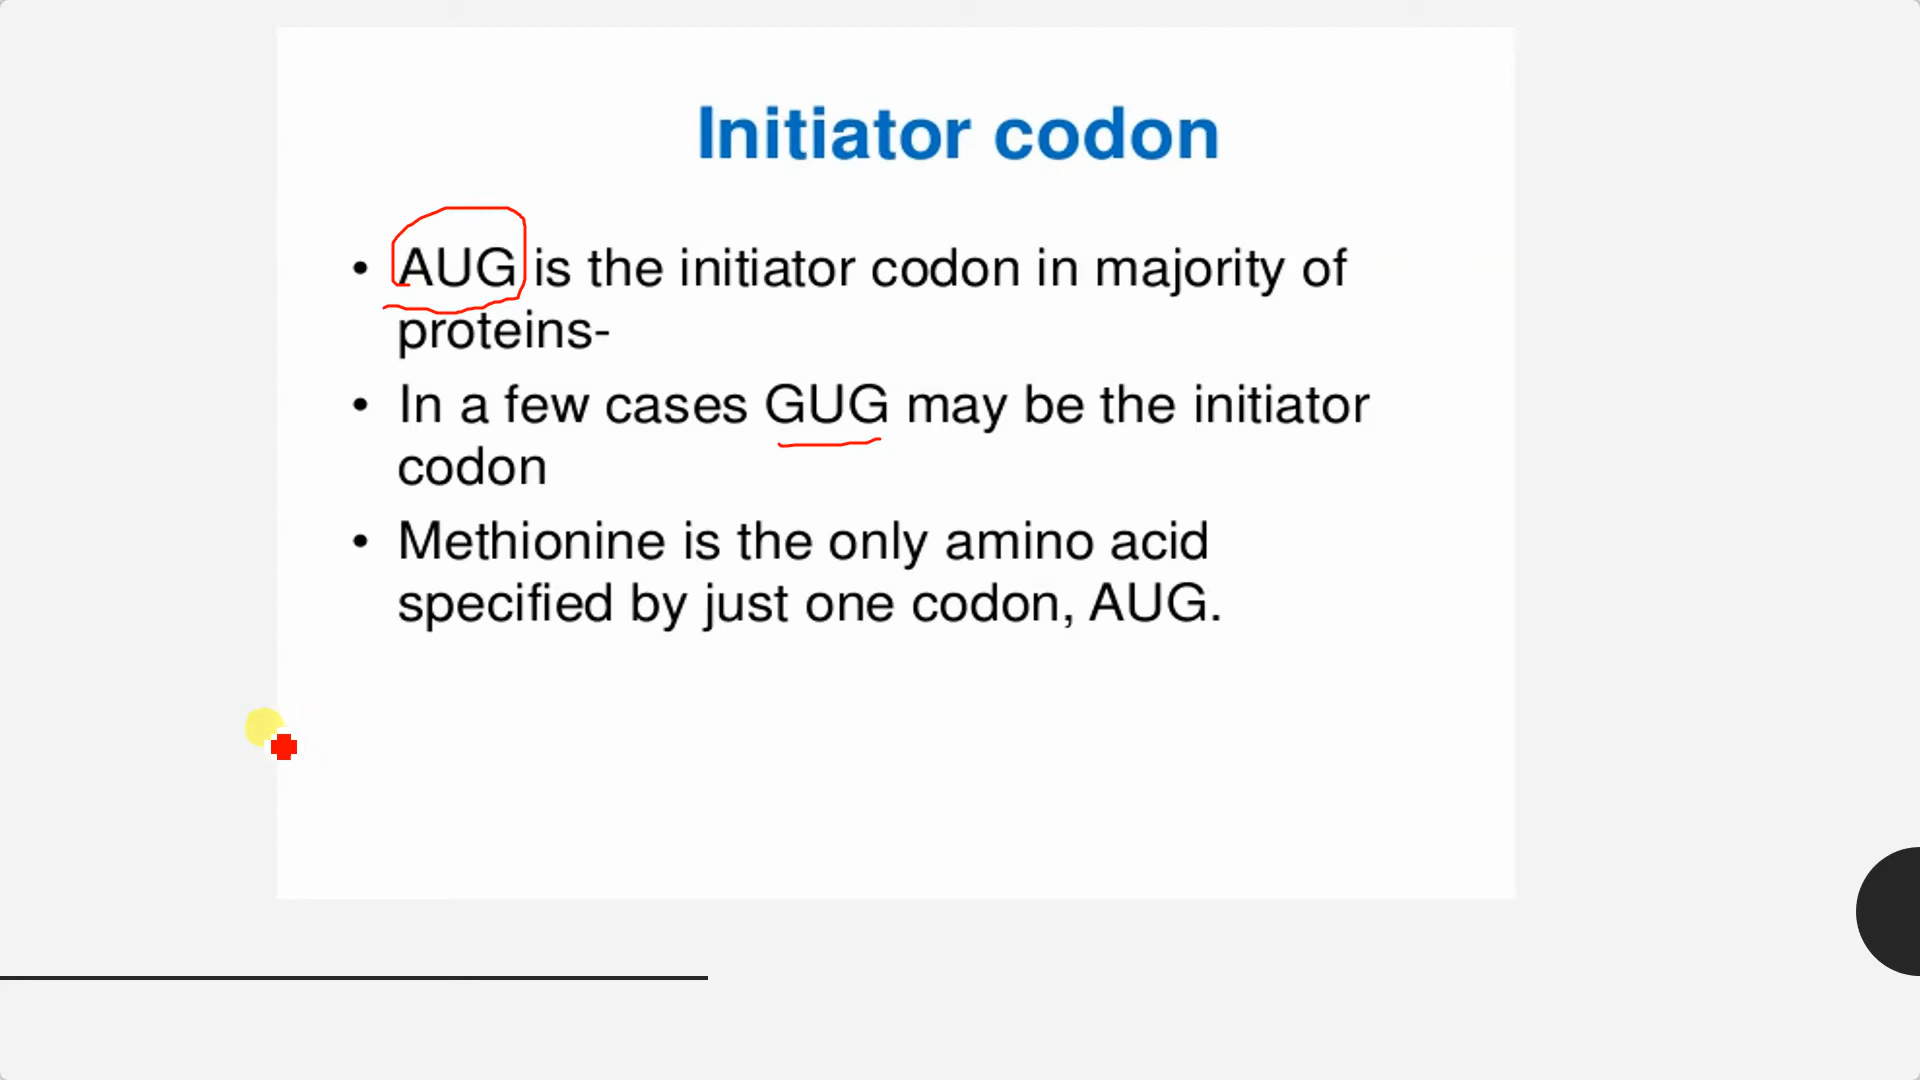 Initiator codon
• AUG is the initiator codon in majority of
proteins-
• In a few cases GUG may be the initiator
codon
• Methionine is the only amino acid
specified by just one codon, AUG.